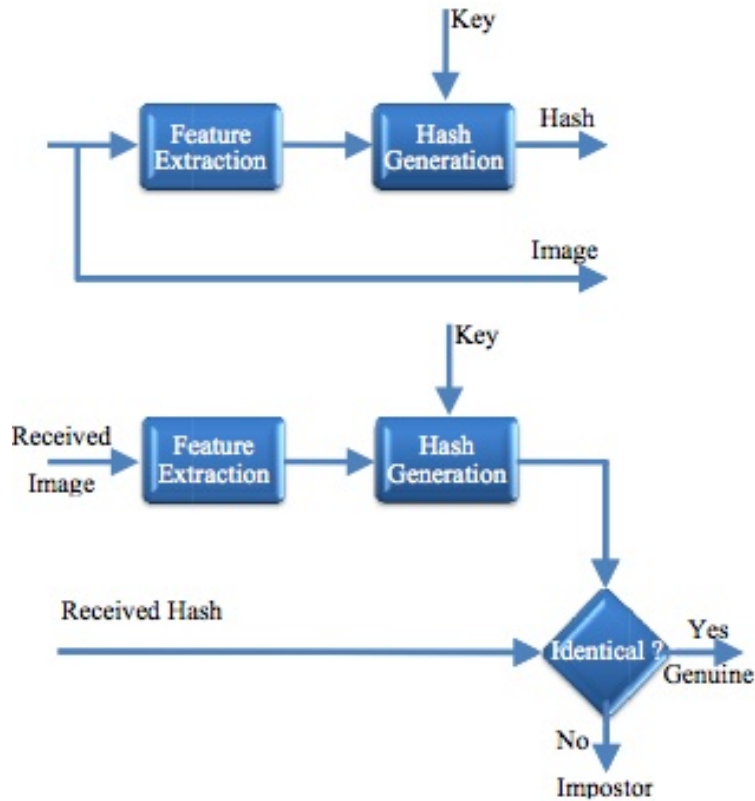 Key
Feature
Extraction
Hash
Generation
Hash
Image
Key
Received
Image
Feature
Extraction
Hash
Generation
Received Hash
Identical ?
Yes
Genuine
No
Impostor